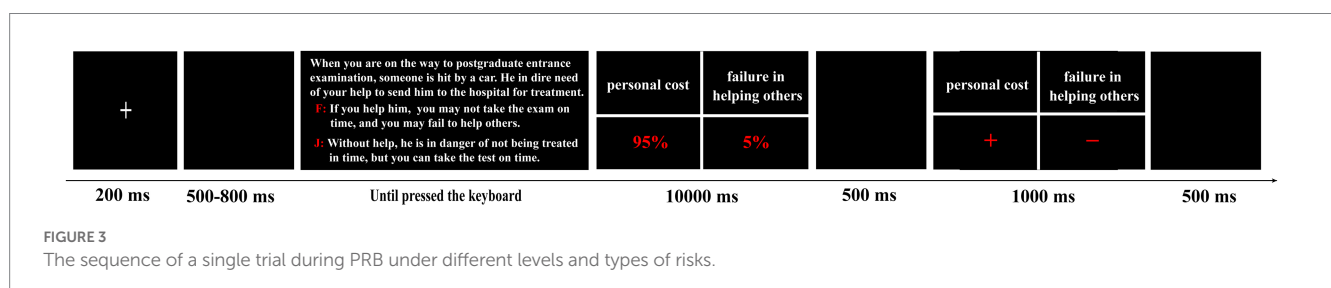 +
When you are on the way to postgraduate entrance
examination, someone is hit by a car. He in dire need
of your help to send him to the hospital for treatment.
F: If you help him, you may not take the exam on
time, and you may fail to help others.
J: Without help, he is in danger of not being treated
in time, but you can take the test on time.
personal cost
failure in
helping others
95%
5%
personal cost
failure in
helping others
+
−
200 ms
500-800 ms
Until pressed the keyboard
10000 ms
500 ms
1000 ms
500 ms
FIGURE 3
The sequence of a single trial during PRB under different levels and types of risks.